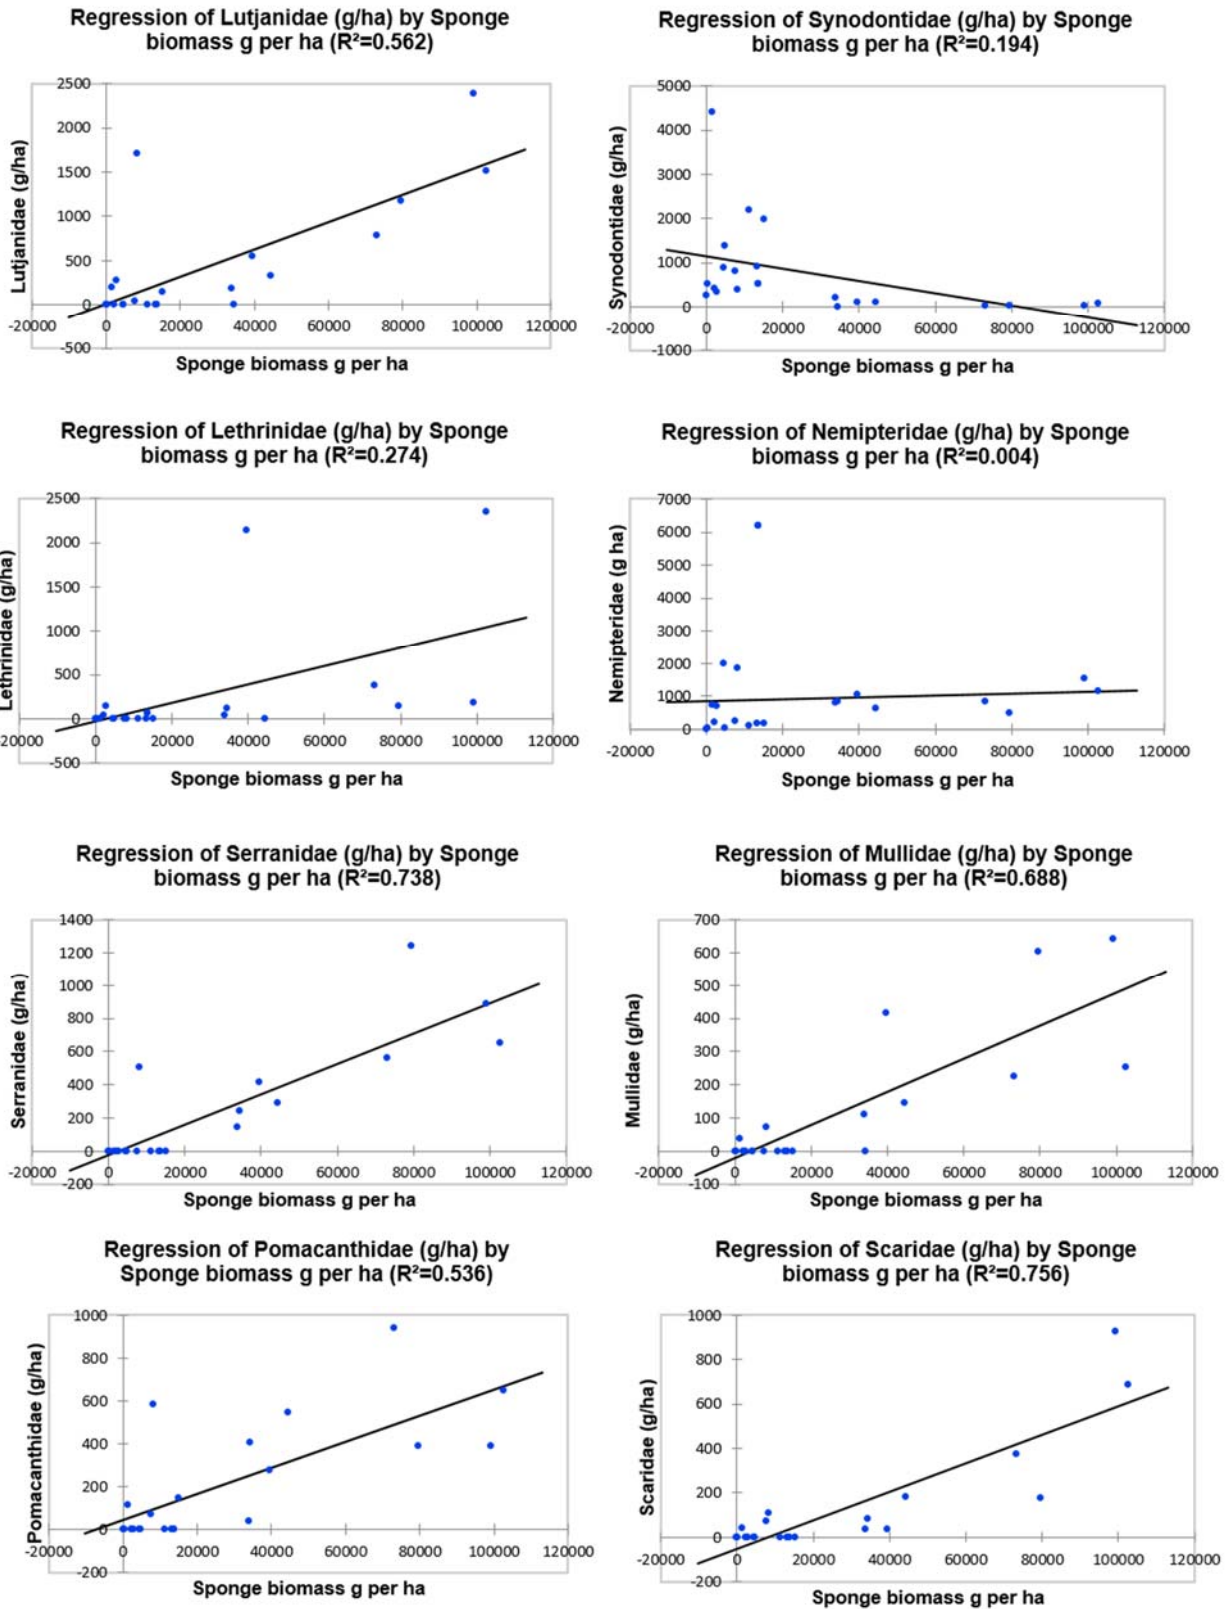 Regression of Lutjanidae (g/ha) by Sponge
biomass g per ha (R²=0.562)
2500
2000
1500
1000
500
0
-500
-20000 0 20000 40000 60000 80000 100000 120000
Lutjanidae (g/ha)
Sponge biomass g per ha
Regression of Synodontidae (g/ha) by Sponge
biomass g per ha (R²=0.194)
5000
4000
3000
2000
1000
0
-1000
-20000 0 20000 40000 60000 80000 100000 120000
Synodontidae (g/ha)
Sponge biomass g per ha
Regression of Lethrinidae (g/ha) by Sponge
biomass g per ha (R²=0.274)
2500
2000
1500
1000
500
0
-500
20000 0 20000 40000 60000 80000 100000 120000
Lethrinidae (g/ha)
Sponge biomass g per ha
Regression of Nemipteridae (g/ha) by Sponge
biomass g per ha (R²=0.004)
7000
6000
5000
4000
3000
2000
1000
0
-20000 0 20000 40000 60000 80000 100000 120000
Nemipteridae (g ha)
Sponge biomass g per ha
Regression of Serranidae (g/ha) by Sponge
biomass g per ha (R²=0.738)
1400
1200
1000
800
600
400
200
0
-200
-20000 0 20000 40000 60000 80000 100000 120000
Serranidae (g/ha)
Sponge biomass g per ha
Regression of Mullidae (g/ha) by Sponge
biomass g per ha (R²=0.688)
700
600
500
400
300
200
100
0
-100
-20000 0 20000 40000 60000 80000 100000 120000
Mullidae (g/ha)
Sponge biomass g per ha
Regression of Pomacanthidae (g/ha) by
Sponge biomass g per ha (R²=0.536)
1000
800
600
400
200
0
-200
-20000 0 20000 40000 60000 80000 100000 120000
Pomacanthidae (g/ha)
Sponge biomass g per ha
Regression of Scaridae (g/ha) by Sponge
biomass g per ha (R²=0.756)
1000
800
600
400
200
0
-200
-20000 0 20000 40000 60000 80000 100000 120000
Scaridae (g/ha)
Sponge biomass g per ha